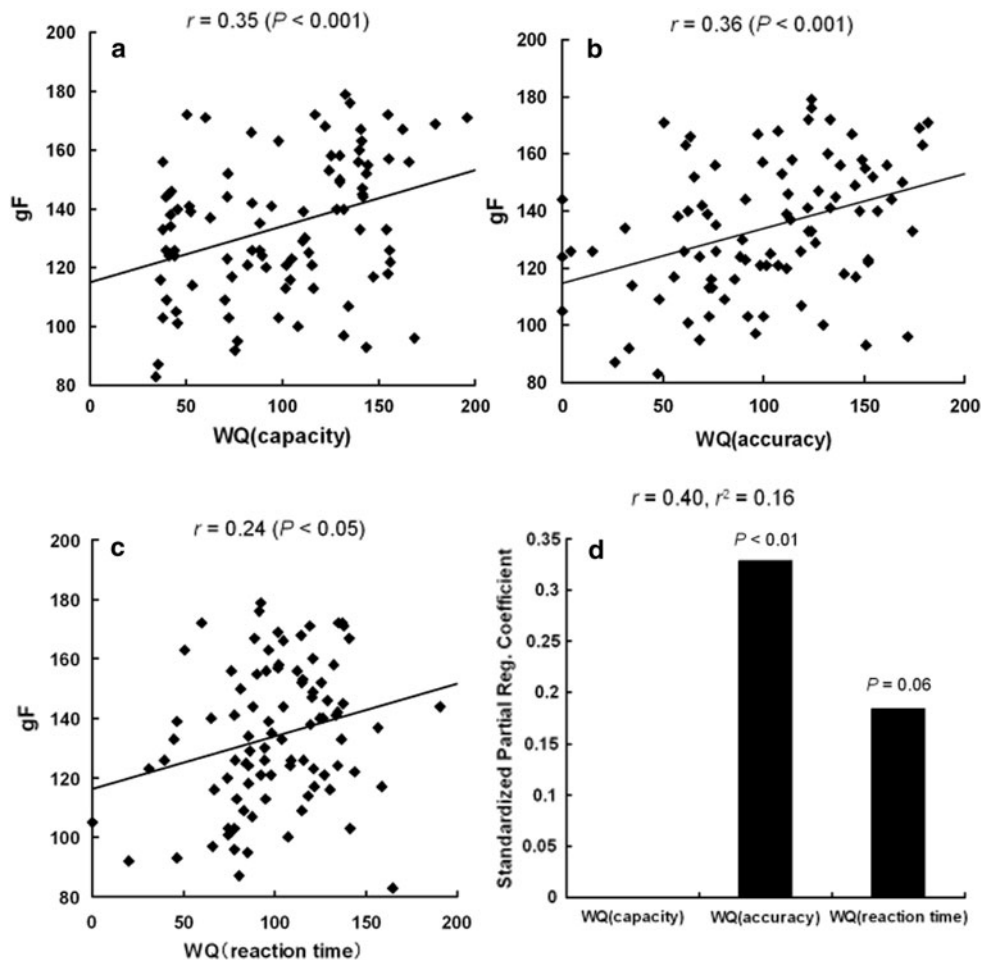 r = 0.35 (P < 0.001)
a
200
180
160
140
120
100
80
gF
0 50 100 150 200
WQ(capacity)
r = 0.36 (P < 0.001)
b
200
180
160
140
120
100
80
gF
0 50 100 150 200
WQ(accuracy)
r = 0.24 (P < 0.05)
c
200
180
160
140
120
100
80
gF
0 50 100 150 200
WQ(reaction time)
r = 0.40, r² = 0.16
d
0.35
0.3
0.25
0.2
0.15
0.1
0.05
0
Standardized Partial Reg. Coefficient
P < 0.01
P = 0.06
WQ(capacity) WQ(accuracy) WQ(reaction time)